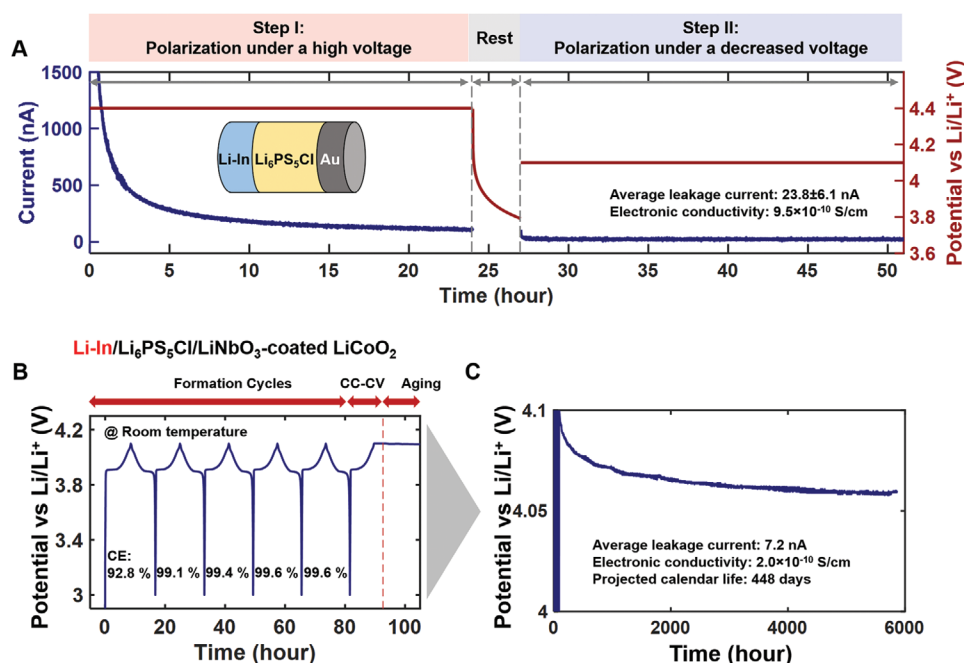 Step I:
Polarization under a high voltage
Rest
Step II:
Polarization under a decreased voltage
A
1500
1000
500
0
Current (nA)
Li-In
Li₆PS₅Cl
Au
4.4
4.2
4
3.8
3.6
Potential vs Li/Li⁺ (V)
Average leakage current: 23.8±6.1 nA
Electronic conductivity: 9.5×10⁻¹⁰ S/cm
0 5 10 15 20 25 30 35 40 45 50
Time (hour)
Li-In/Li₆PS₅Cl/LiNbO₃-coated LiCoO₂
B
Formation Cycles
CC-CV
Aging
@ Room temperature
4.2
3.8
3.4
3
Potential vs Li/Li⁺ (V)
CE:
92.8 % 99.1 % 99.4 % 99.6 % 99.6 %
0 20 40 60 80 100
Time (hour)
C
4.1
4.05
4
Potential vs Li/Li⁺ (V)
Average leakage current: 7.2 nA
Electronic conductivity: 2.0×10⁻¹⁰ S/cm
Projected calendar life: 448 days
0 2000 4000 6000
Time (hour)